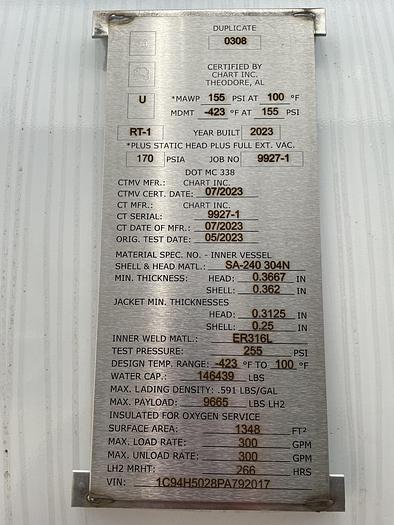 DUPLICATE
0308
CERTIFIED BY
CHART INC.
THEODORE, AL
U *MAWP 155 PSI AT 100 °F
MDMT -423 °F AT 155 PSI
RT-1 YEAR BUILT 2023
*PLUS STATIC HEAD PLUS FULL EXT. VAC.
170 PSIA JOB NO 9927-1
DOT MC 338
CTMV MFR.: CHART INC.
CTMV CERT. DATE: 07/2023
CT MFR.: CHART INC.
CT SERIAL: 9927-1
CT DATE OF MFR.: 07/2023
ORIG. TEST DATE: 05/2023
MATERIAL SPEC. NO. - INNER VESSEL
SHELL & HEAD MATL.: SA-240 304N
MIN. THICKNESS: HEAD: 0.3667 IN
SHELL: 0.362 IN
JACKET MIN. THICKNESSES
HEAD: 0.3125 IN
SHELL: 0.25 IN
INNER WELD MATL.: ER316L
TEST PRESSURE: 255 PSI
DESIGN TEMP. RANGE: -423 °F TO 100 °F
WATER CAP.: 146439 LBS
MAX. LADING DENSITY: .591 LBS/GAL
MAX. PAYLOAD: 9665 LBS LH2
INSULATED FOR OXYGEN SERVICE
SURFACE AREA: 1348 FT²
MAX. LOAD RATE: 300 GPM
MAX. UNLOAD RATE: 300 GPM
LH2 MRHT: 266 HRS
VIN: 1C94H5028PA792017